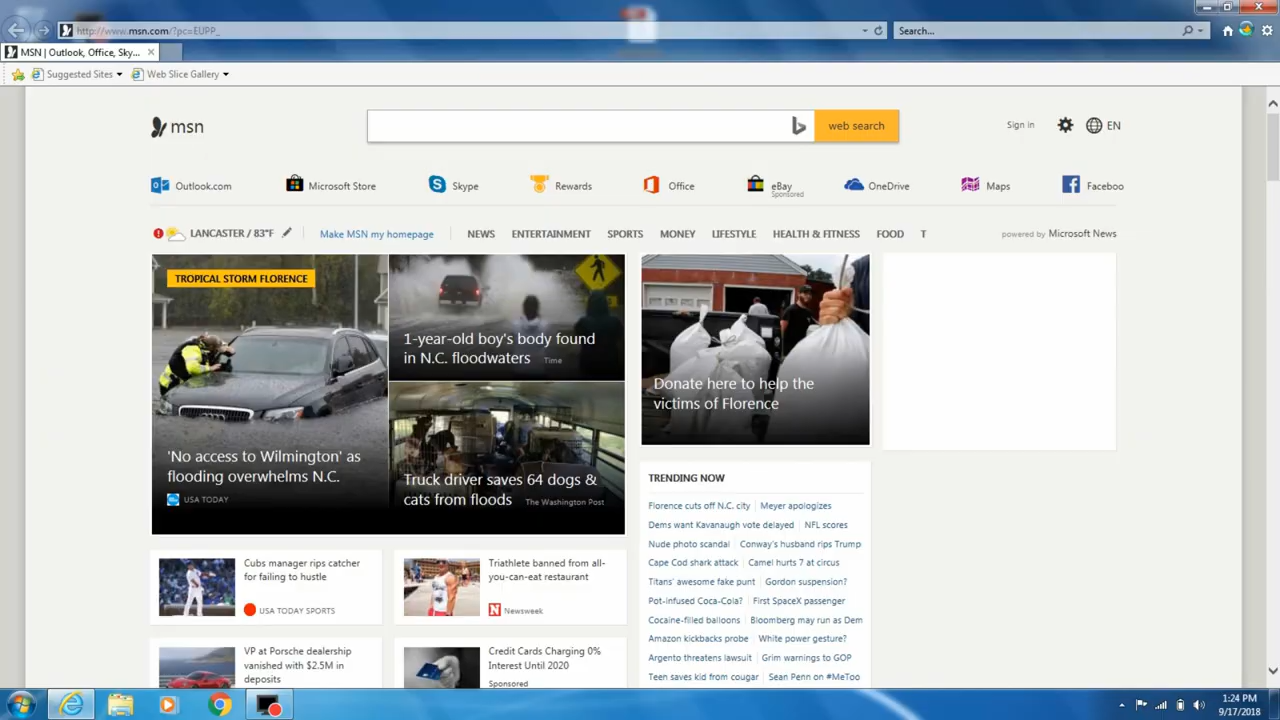 http://www.msn.com/?pc=EUPP_
Search...
MSN | Outlook, Office, Sky...
Suggested Sites
Web Slice Gallery
msn
web search
Sign in
EN
Outlook.com
Microsoft Store
Skype
Rewards
Office
eBay
Sponsored
OneDrive
Maps
Faceboo
LANCASTER / 83°F
Make MSN my homepage
NEWS
ENTERTAINMENT
SPORTS
MONEY
LIFESTYLE
HEALTH & FITNESS
FOOD
T
powered by Microsoft News
TROPICAL STORM FLORENCE
'No access to Wilmington' as
flooding overwhelms N.C.
USA TODAY
1-year-old boy's body found
in N.C. floodwaters Time
Truck driver saves 64 dogs &
cats from floods The Washington Post
Donate here to help the
victims of Florence
TRENDING NOW
Florence cuts off N.C. city Meyer apologizes
Dems want Kavanaugh vote delayed NFL scores
Nude photo scandal Conway's husband rips Trump
Cape Cod shark attack Camel hurts 7 at circus
Titans' awesome fake punt Gordon suspension?
Pot-infused Coca-Cola? First SpaceX passenger
Cocaine-filled balloons Bloomberg may run as Dem
Amazon kickbacks probe White power gesture?
Argento threatens lawsuit Grim warnings to GOP
Teen saves kid from cougar Sean Penn on #MeToo
Cubs manager rips catcher
for failing to hustle
USA TODAY SPORTS
Triathlete banned from all-
you-can-eat restaurant
Newsweek
VP at Porsche dealership
vanished with $2.5M in
deposits
Credit Cards Charging 0%
Interest Until 2020
Sponsored
1:24 PM
9/17/2018